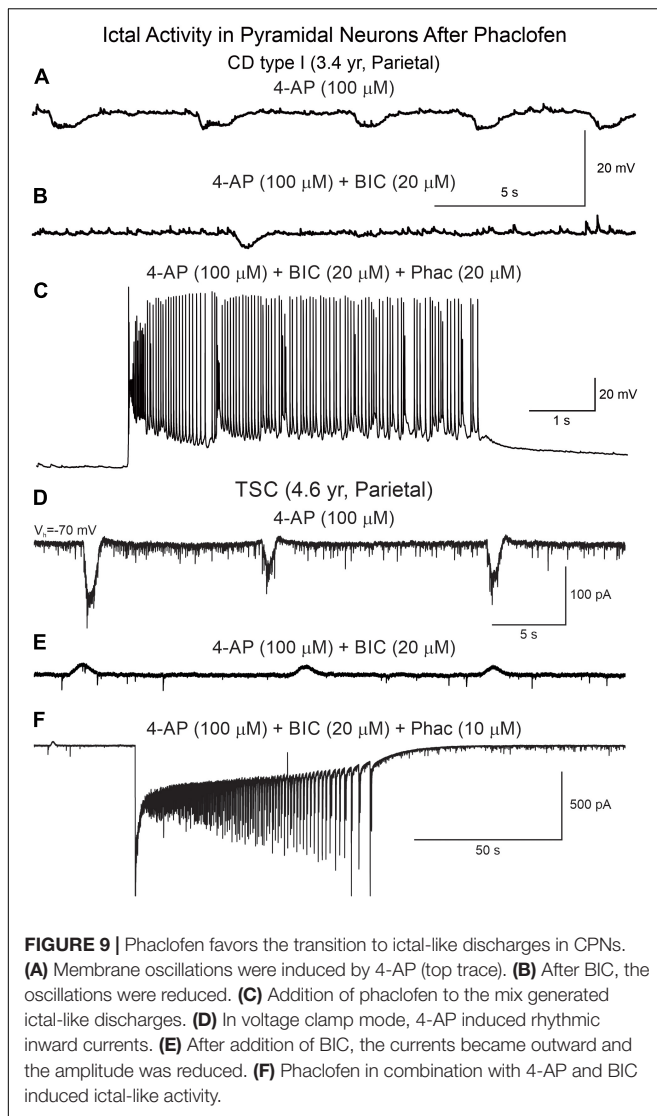 Ictal Activity in Pyramidal Neurons After Phaclofen
CD type I (3.4 yr, Parietal)
A
4-AP (100 μM)
20 mV
5 s
4-AP (100 μM) + BIC (20 μM)
B
4-AP (100 μM) + BIC (20 μM) + Phac (20 μM)
C
20 mV
1 s
TSC (4.6 yr, Parietal)
D
4-AP (100 μM)
Vh=-70 mV
100 pA
5 s
E
4-AP (100 μM) + BIC (20 μM)
F
4-AP (100 μM) + BIC (20 μM) + Phac (10 μM)
500 pA
50 s
FIGURE 9 | Phaclofen favors the transition to ictal-like discharges in CPNs.
(A) Membrane oscillations were induced by 4-AP (top trace). (B) After BIC, the
oscillations were reduced. (C) Addition of phaclofen to the mix generated
ictal-like discharges. (D) In voltage clamp mode, 4-AP induced rhythmic
inward currents. (E) After addition of BIC, the currents became outward and
the amplitude was reduced. (F) Phaclofen in combination with 4-AP and BIC
induced ictal-like activity.